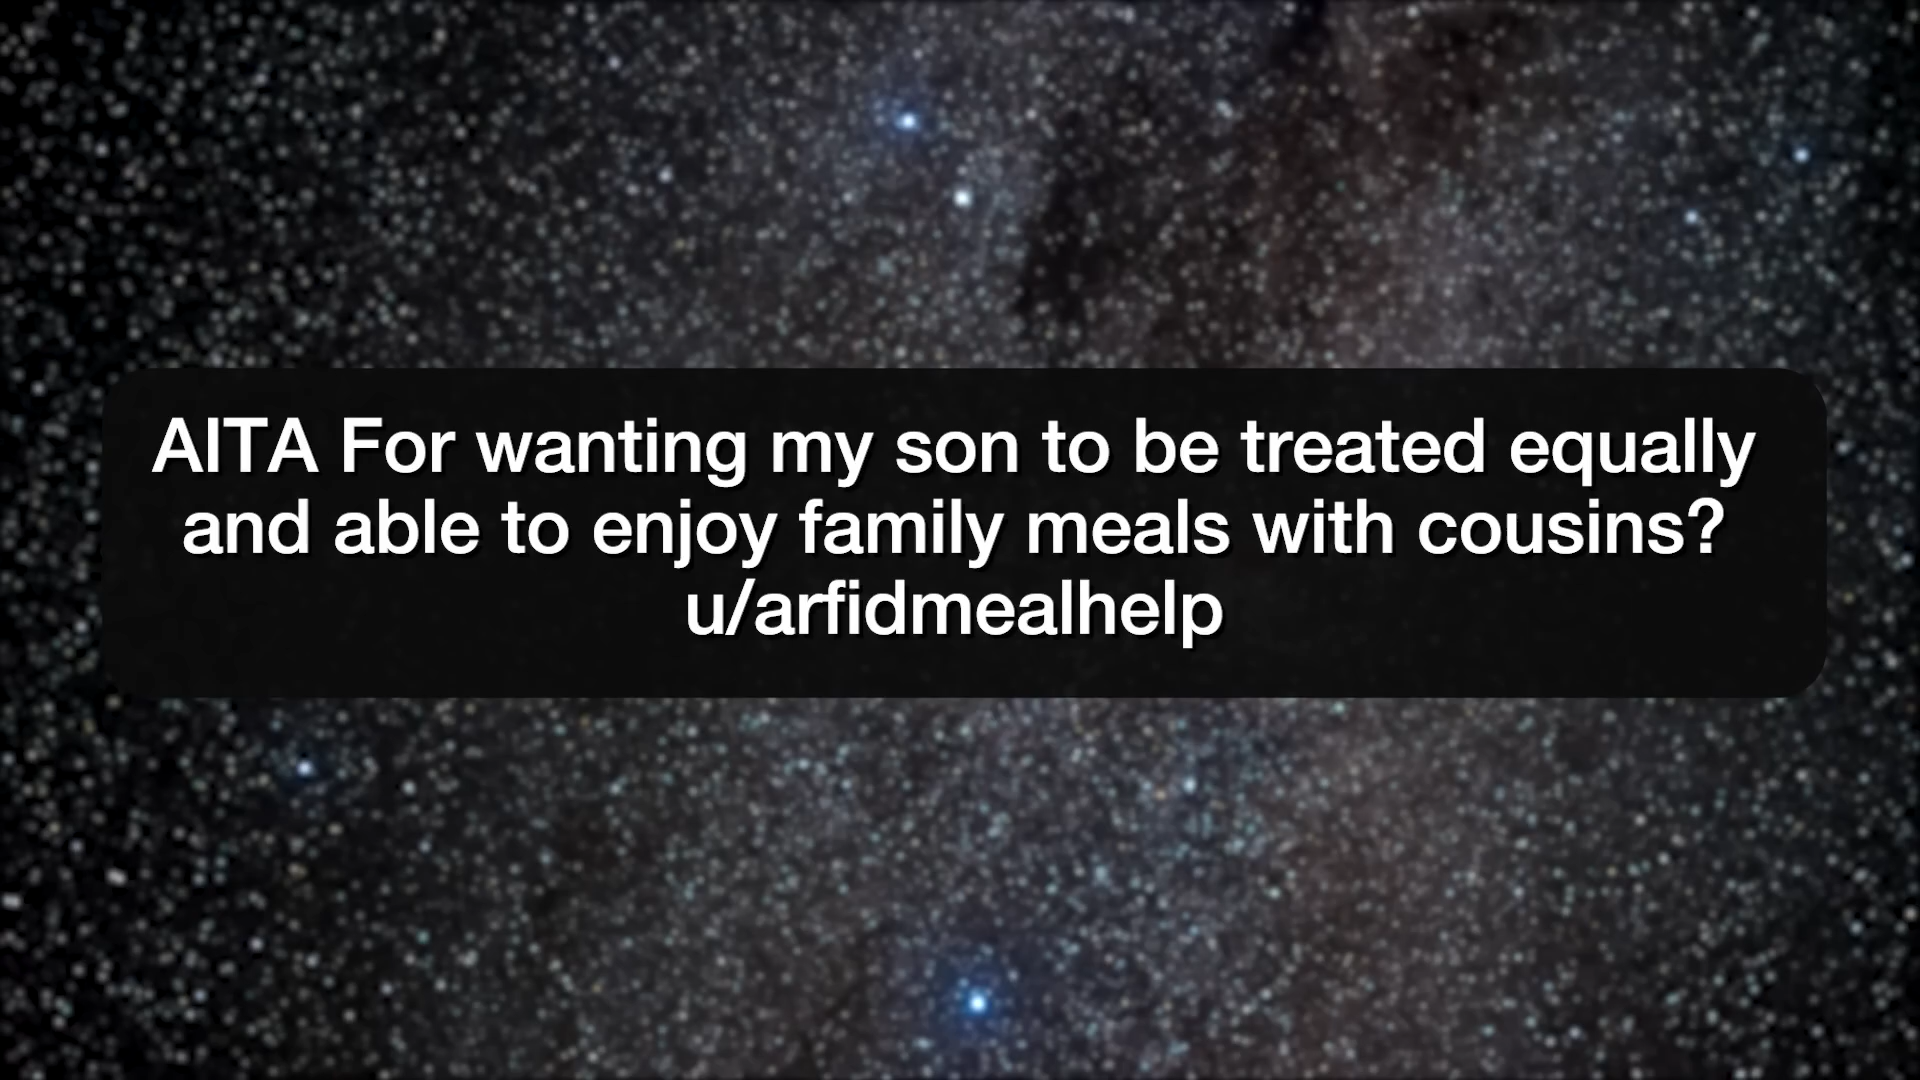 AITA For wanting my son to be treated equally
and able to enjoy family meals with cousins?
u/arfidmealhelp